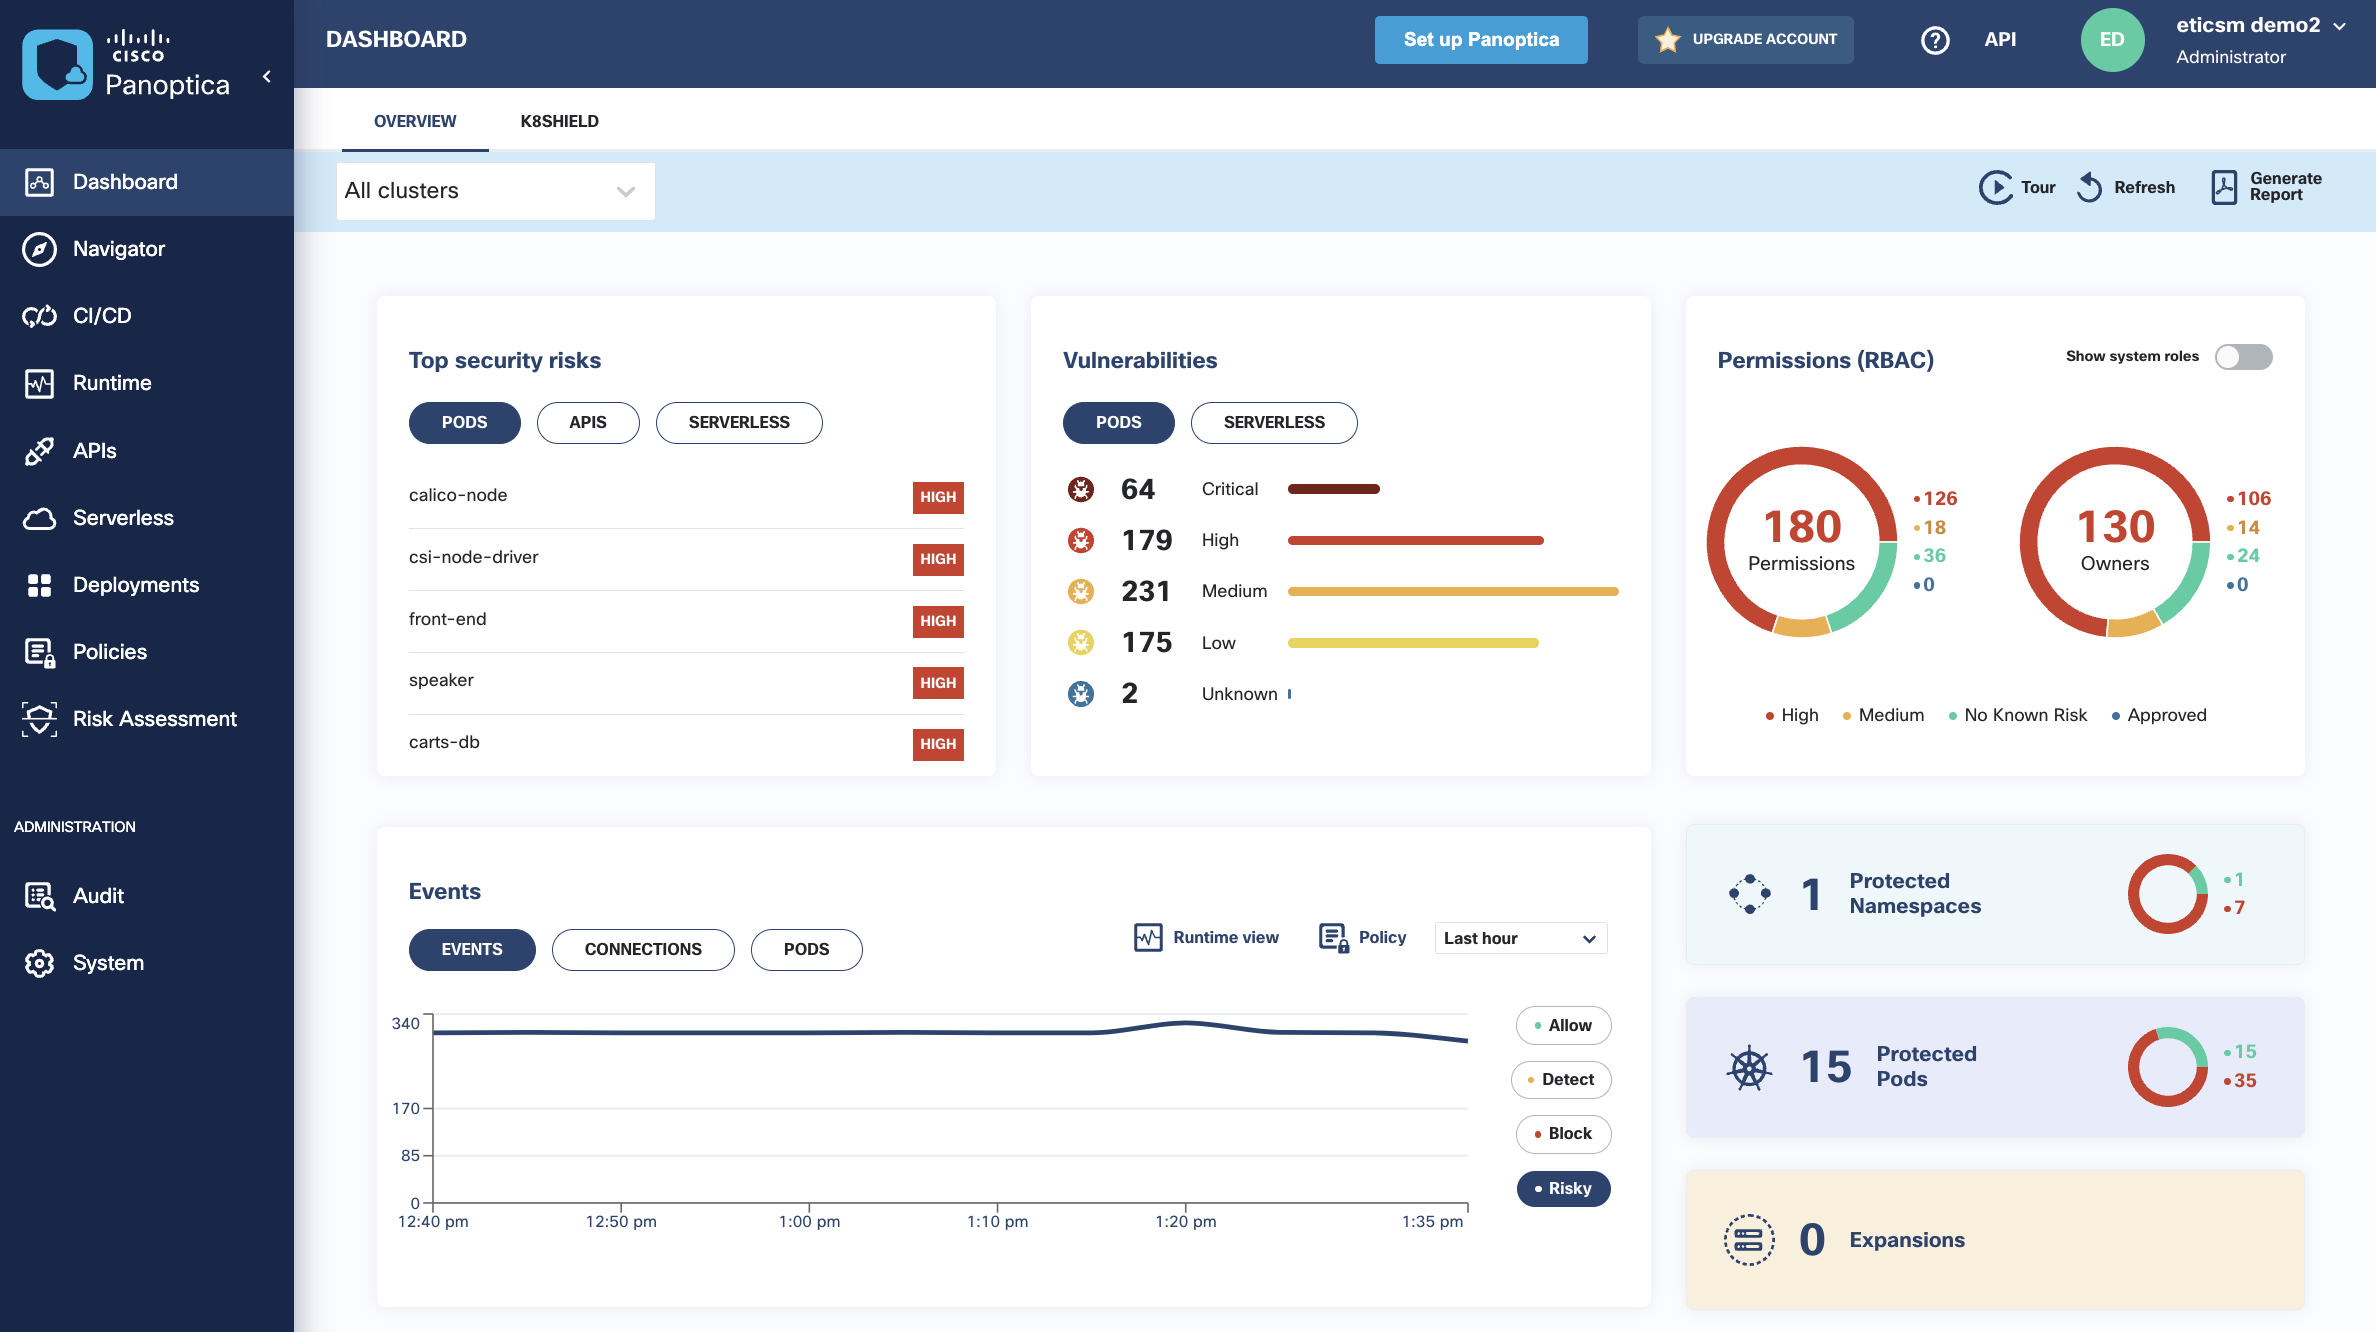 cisco
Panoptica
DASHBOARD
Set up Panoptica
UPGRADE ACCOUNT
?
API
ED
eticsm demo2
Administrator
OVERVIEW
K8SHIELD
Dashboard
Navigator
CI/CD
Runtime
APIs
Serverless
Deployments
Policies
Risk Assessment
ADMINISTRATION
Audit
System
All clusters
Tour
Refresh
Generate
Report
Top security risks
PODS
APIS
SERVERLESS
calico-node HIGH
csi-node-driver HIGH
front-end HIGH
speaker HIGH
carts-db HIGH
Vulnerabilities
PODS
SERVERLESS
64 Critical
179 High
231 Medium
175 Low
2 Unknown
Permissions (RBAC)
Show system roles
180
Permissions
126
18
36
0
130
Owners
106
14
24
0
High
Medium
No Known Risk
Approved
Events
EVENTS
CONNECTIONS
PODS
Runtime view
Policy
Last hour
340
170
85
0
12:40 pm
12:50 pm
1:00 pm
1:10 pm
1:20 pm
1:35 pm
Allow
Detect
Block
Risky
1
Protected
Namespaces
1
7
15
Protected
Pods
15
35
0
Expansions